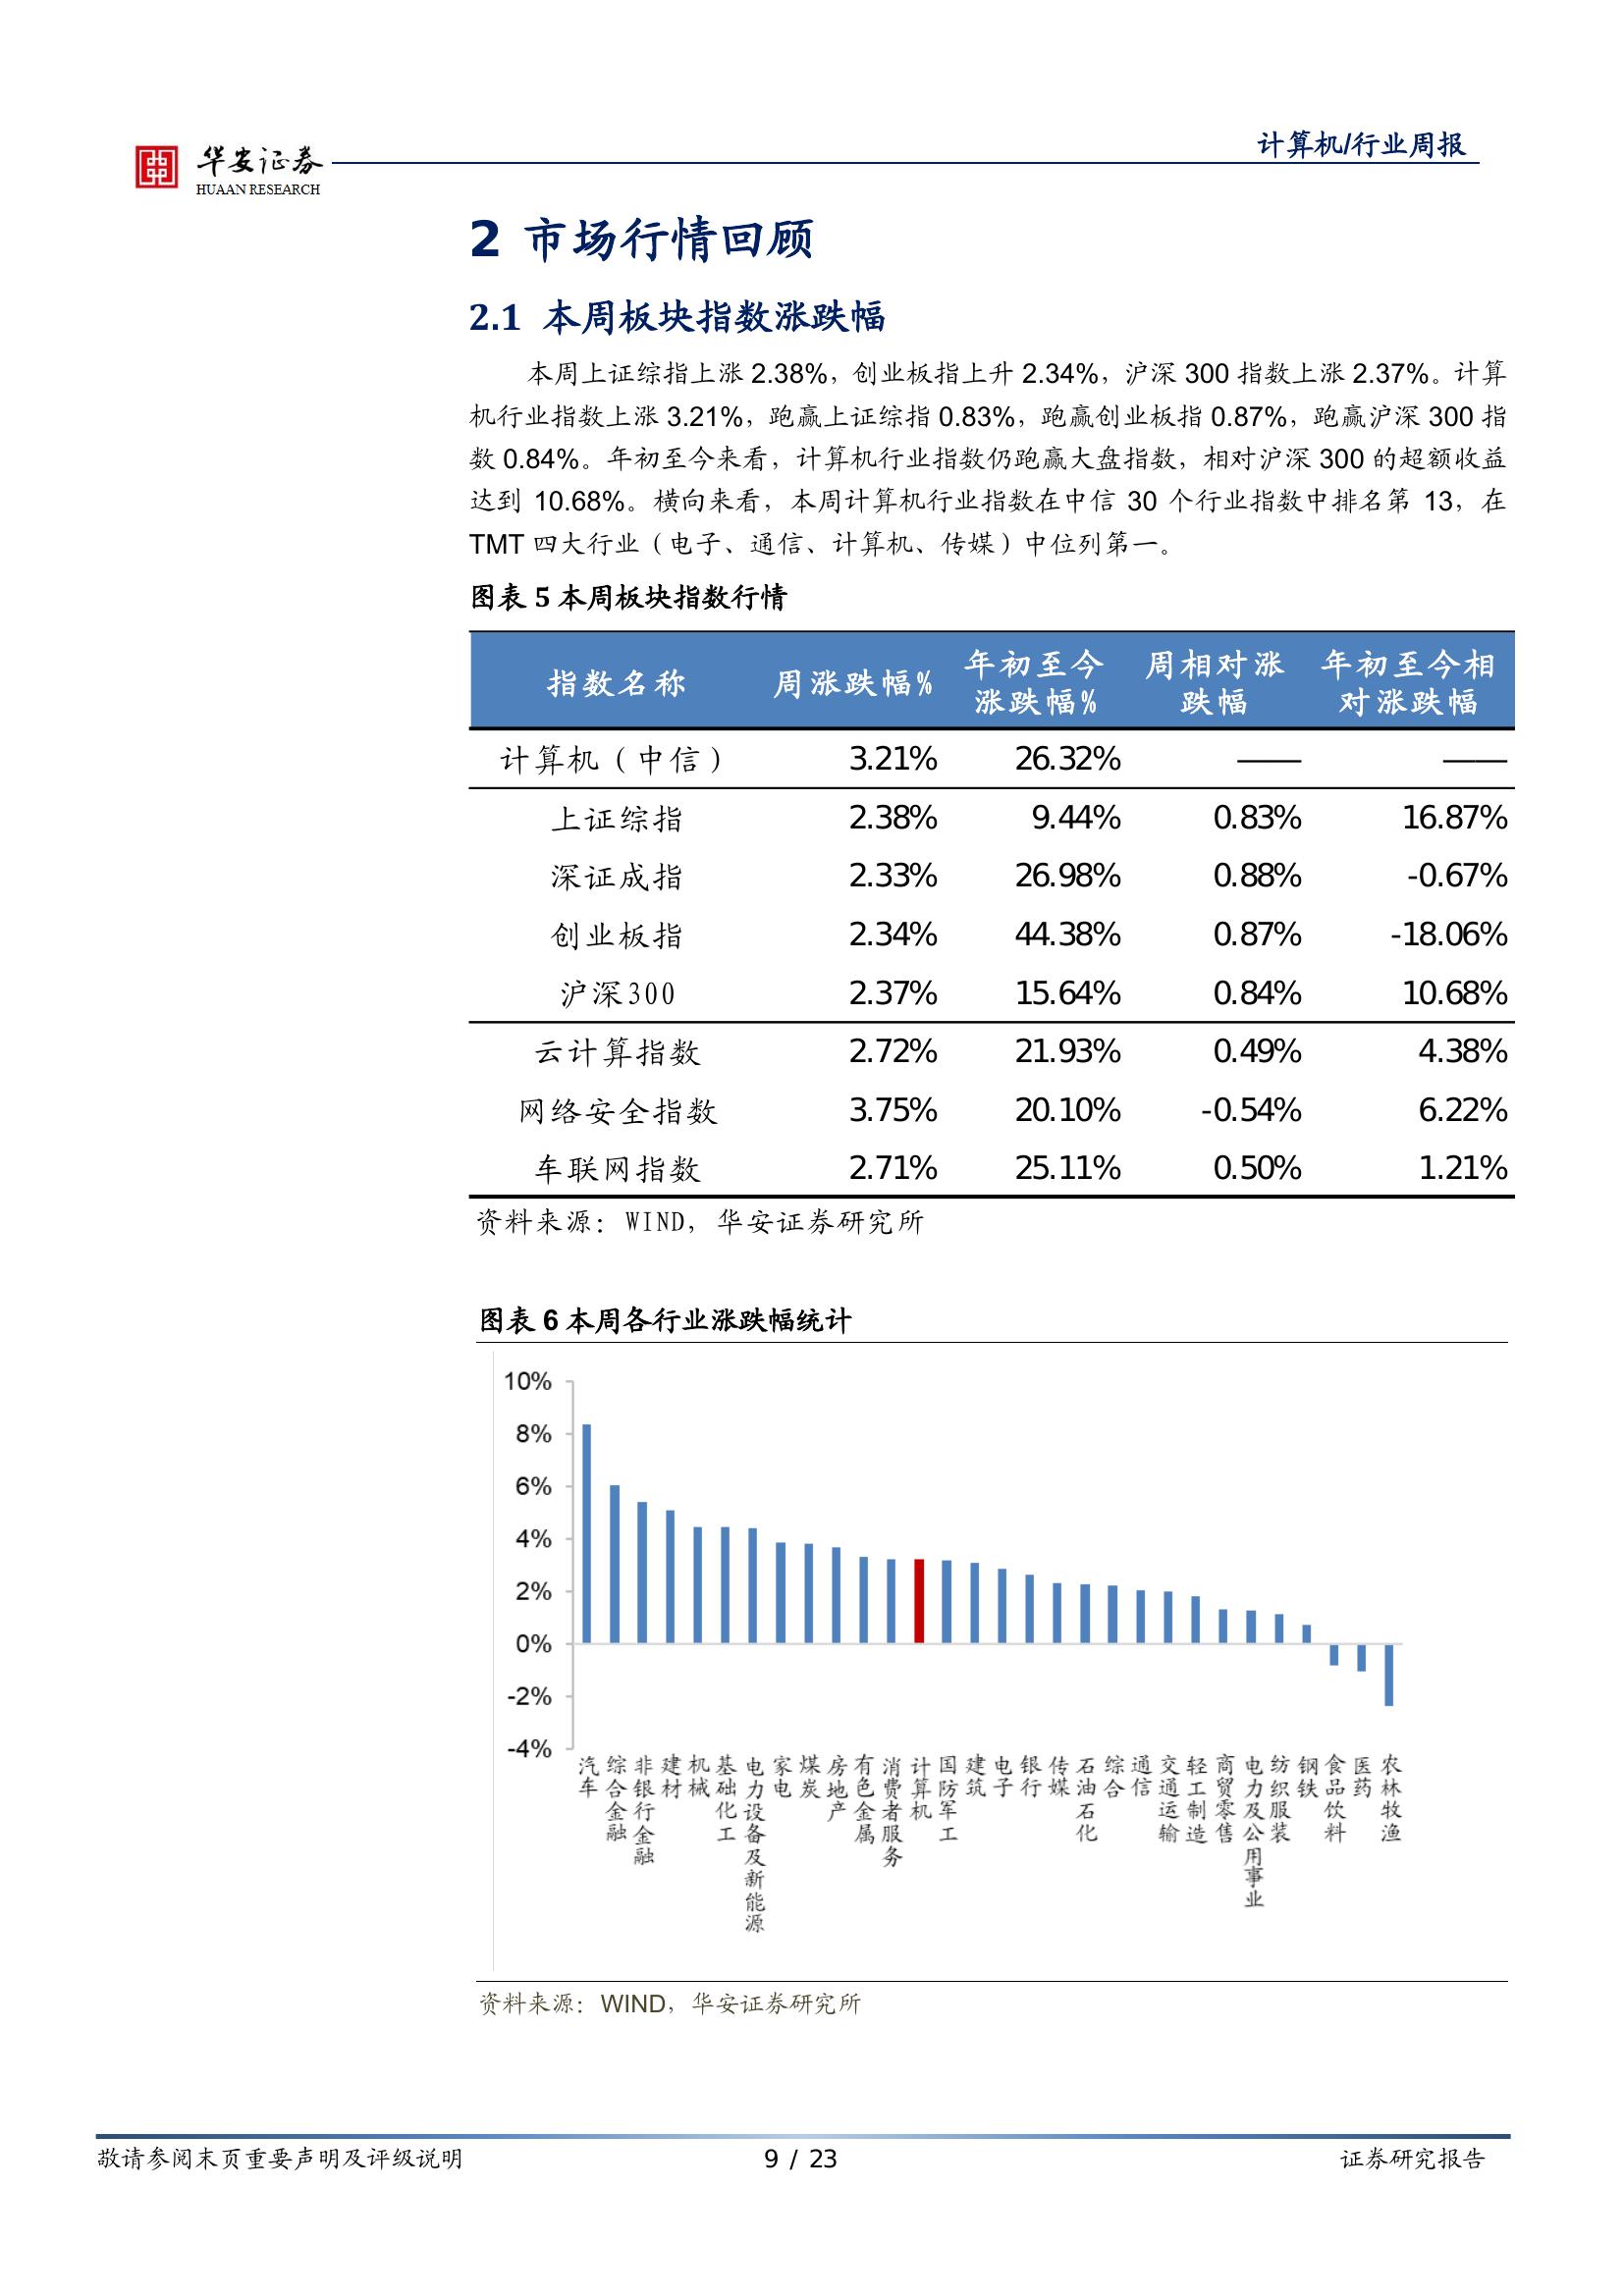 华安证券
HUAAN RESEARCH
计算机/行业周报
2 市场行情回顾
2.1 本周板块指数涨跌幅
本周上证综指上涨 2.38%，创业板指上升 2.34%，沪深 300 指数上涨 2.37%。计算
机行业指数上涨 3.21%，跑赢上证综指 0.83%，跑赢创业板指 0.87%，跑赢沪深 300 指
数 0.84%。年初至今来看，计算机行业指数仍跑赢大盘指数，相对沪深 300 的超额收益
达到 10.68%。横向来看，本周计算机行业指数在中信 30 个行业指数中排名第 13，在
TMT 四大行业（电子、通信、计算机、传媒）中位列第一。
图表 5 本周板块指数行情
指数名称 周涨跌幅% 年初至今涨跌幅% 周相对涨跌幅 年初至今相对涨跌幅
计算机（中信） 3.21% 26.32% —— ——
上证综指 2.38% 9.44% 0.83% 16.87%
深证成指 2.33% 26.98% 0.88% -0.67%
创业板指 2.34% 44.38% 0.87% -18.06%
沪深300 2.37% 15.64% 0.84% 10.68%
云计算指数 2.72% 21.93% 0.49% 4.38%
网络安全指数 3.75% 20.10% -0.54% 6.22%
车联网指数 2.71% 25.11% 0.50% 1.21%
资料来源：WIND，华安证券研究所
图表 6 本周各行业涨跌幅统计
10%
8%
6%
4%
2%
0%
-2%
-4%
汽车
综合金融
非银行金融
建材
机械
基础化工
电力设备及新能源
家电
煤炭
房地产
有色金属
消费者服务
计算机
国防军工
建筑
电子
银行
传媒
石油石化
综合
通信
交通运输
轻工制造
商贸零售
电力及公用事业
纺织服装
钢铁
食品饮料
医药
农林牧渔
资料来源：WIND，华安证券研究所
敬请参阅末页重要声明及评级说明
9 / 23
证券研究报告